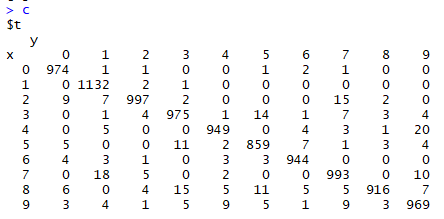 > c
$t
   y
x      0    1    2    3    4    5    6    7    8    9
  0  974    1    1    0    0    1    2    1    0    0
  1    0 1132    2    1    0    0    0    0    0    0
  2    9    7  997    2    0    0    0   15    2    0
  3    0    1    4  975    1   14    1    7    3    4
  4    0    5    0    0  949    0    4    3    1   20
  5    5    0    0   11    2  859    7    1    3    4
  6    4    3    1    0    3    3  944    0    0    0
  7    0   18    5    0    2    0    0  993    0   10
  8    6    0    4   15    5   11    5    5  916    7
  9    3    4    1    5    9    5    1    9    3  969